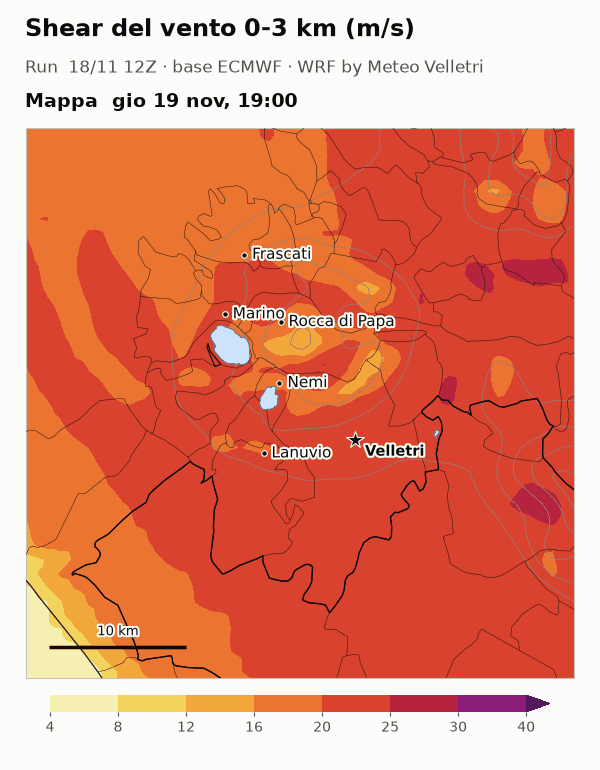 Shear del vento 0-3 km (m/s)
Run  18/11 12Z · base ECMWF · WRF by Meteo Velletri
Mappa  gio 19 nov, 19:00
Frascati
Marino
Rocca di Papa
Nemi
Velletri
Lanuvio
10 km
4 8 12 16 20 25 30 40